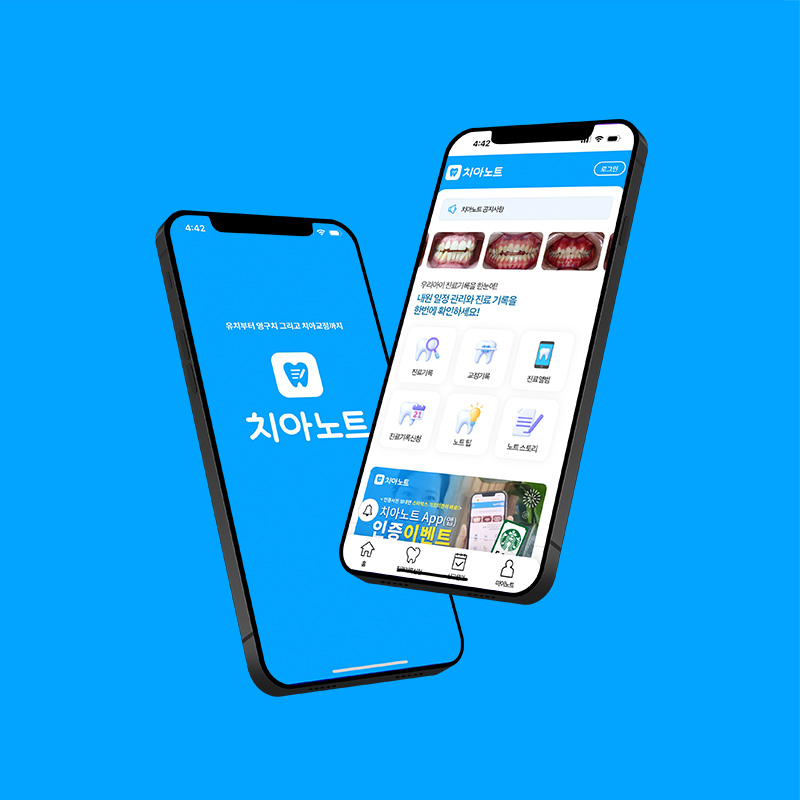 4:42
유치부터 영구치 그리고 치아교정까지
치아노트
4:42
치아노트
로그인
치아노트 공지사항
우리아이 진료기록을 한눈에!
내원 일정 관리와 진료 기록을
한번에 확인하세요!
진료기록
교정기록
진료앨범
21
진료기록신청
노트 팁
노트 스토리
치아노트
치아노트 App(앱)
인증이벤트
홈
마이노트